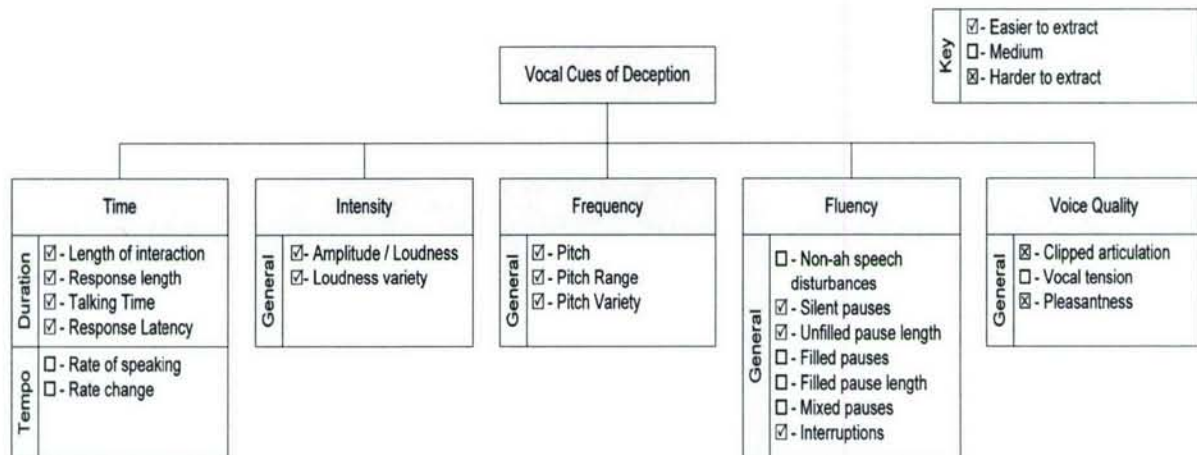 Vocal Cues of Deception
Key
☑- Easier to extract
☐- Medium
☒- Harder to extract
Time
Duration
☑- Length of interaction
☑- Response length
☑- Talking Time
☑- Response Latency
Tempo
☐- Rate of speaking
☐- Rate change
Intensity
General
☑- Amplitude / Loudness
☑- Loudness variety
Frequency
General
☑- Pitch
☑- Pitch Range
☑- Pitch Variety
Fluency
General
☐- Non-ah speech
disturbances
☑- Silent pauses
☑- Unfilled pause length
☐- Filled pauses
☐- Filled pause length
☐- Mixed pauses
☑- Interruptions
Voice Quality
General
☒- Clipped articulation
☐- Vocal tension
☒- Pleasantness